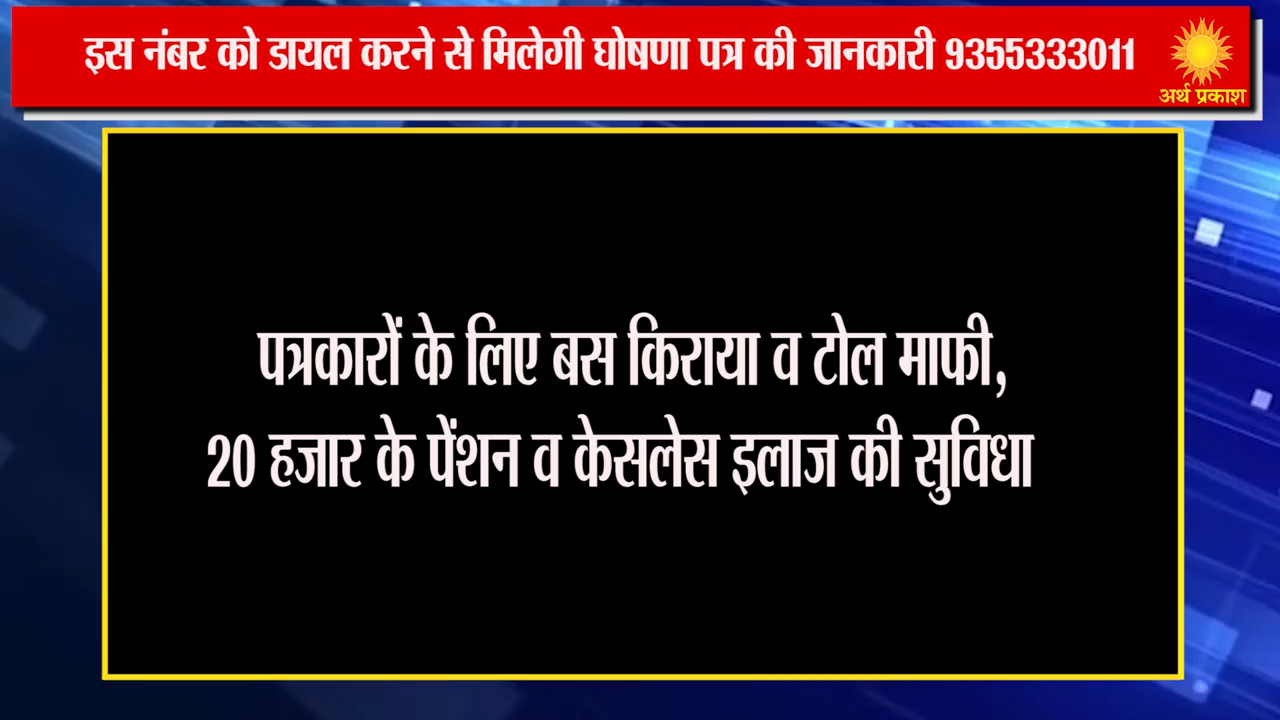 इस नंबर को डायल करने से मिलेगी घोषणा पत्र की जानकारी 9355333011
अर्थ प्रकाश
पत्रकारों के लिए बस किराया व टोल माफी,
20 हजार के पेंशन व केसलेस इलाज की सुविधा